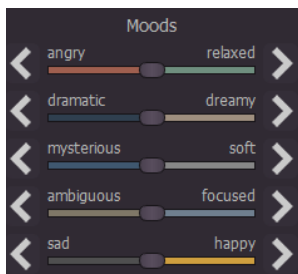 Moods
angry relaxed
dramatic dreamy
mysterious soft
ambiguous focused
sad happy